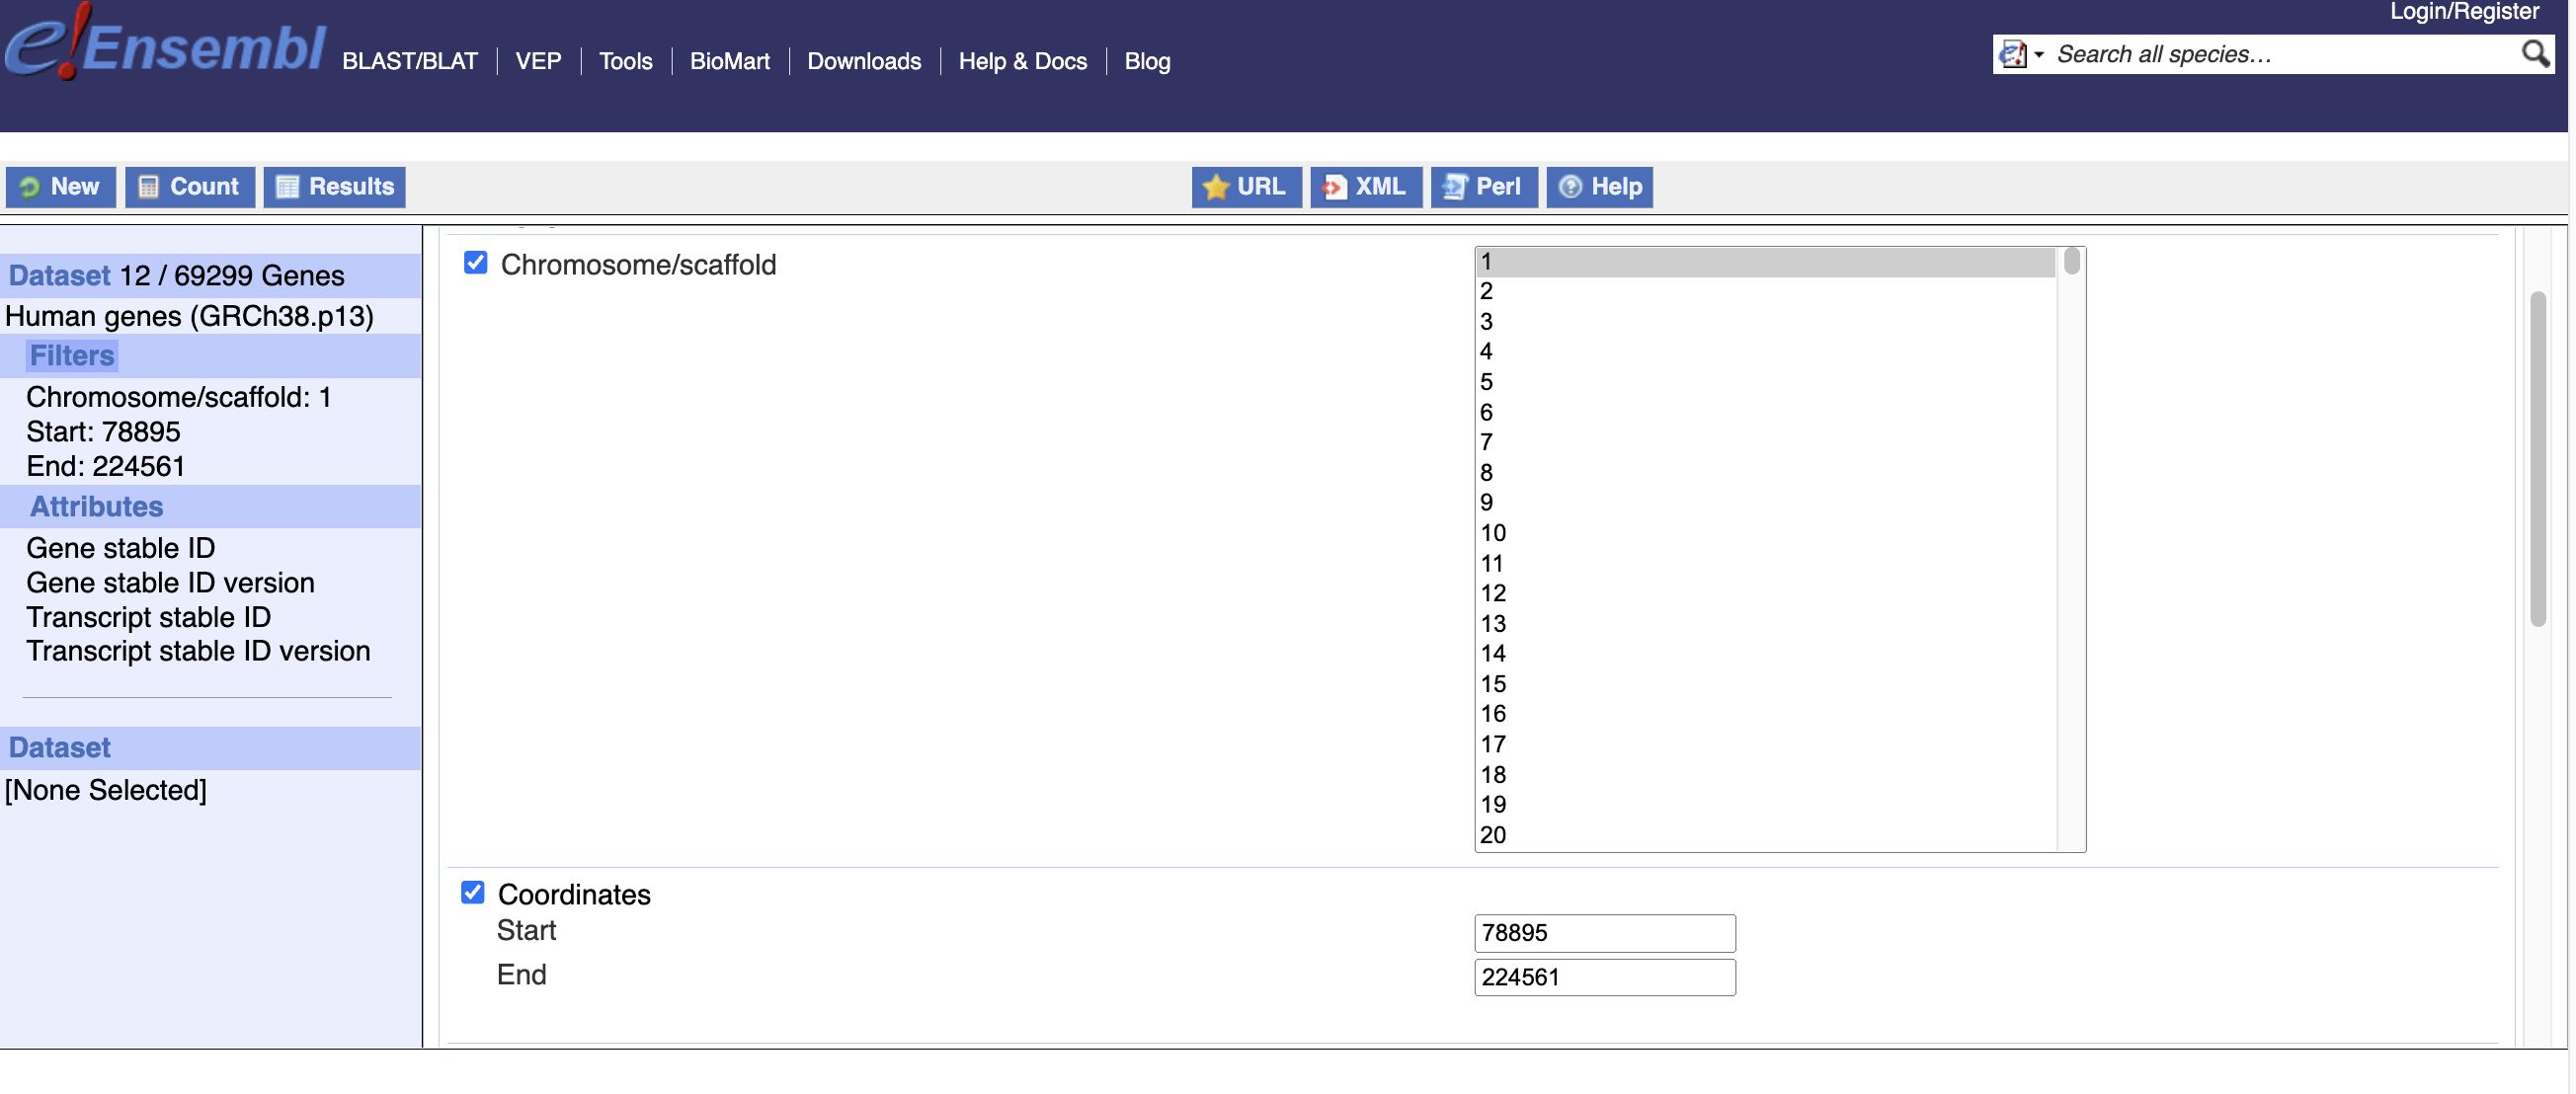 Login/Register
e!Ensembl BLAST/BLAT VEP Tools BioMart Downloads Help & Docs Blog
Search all species...
New Count Results URL XML Perl Help
Dataset 12 / 69299 Genes
Human genes (GRCh38.p13)
Filters
Chromosome/scaffold: 1
Start: 78895
End: 224561
Attributes
Gene stable ID
Gene stable ID version
Transcript stable ID
Transcript stable ID version
Dataset
[None Selected]
Chromosome/scaffold
1
2
3
4
5
6
7
8
9
10
11
12
13
14
15
16
17
18
19
20
Coordinates
Start 78895
End 224561